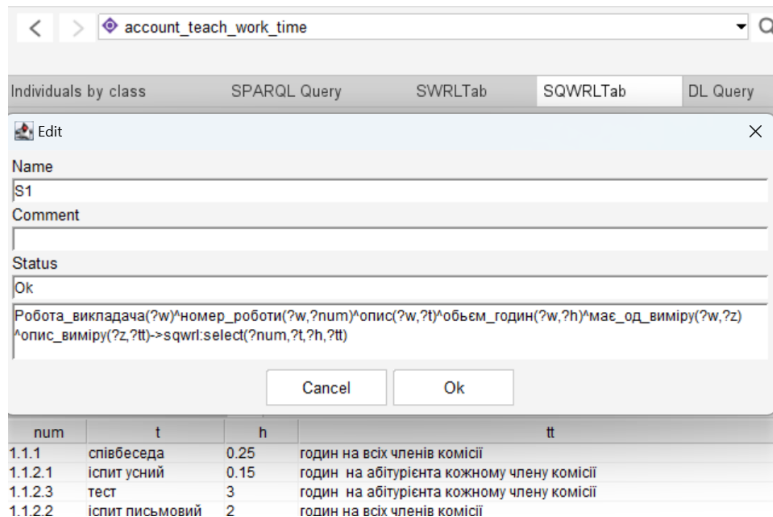 account_teach_work_time
Individuals by class SPARQL Query SWRLTab SQWRLTab DL Query
Edit
Name
S1
Comment
Status
Ok
Робота_викладача(?w)^номер_роботи(?w,?num)^опис(?w,?t)^обьєм_годин(?w,?h)^має_од_виміру(?w,?z)
^опис_виміру(?z,?tt)->sqwrl:select(?num,?t,?h,?tt)
Cancel Ok
num t h tt
1.1.1 співбеседа 0.25 годин на всіх членів комісії
1.1.2.1 іспит усний 0.15 годин на абітурієнта кожному члену комісії
1.1.2.3 тест 3 годин на абітурієнта кожному члену комісії
1.1.2.2 іспит письмовий 2 годин на всіх членів комісії